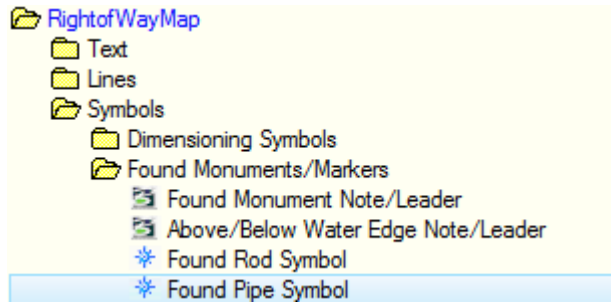 RightofWayMap
Text
Lines
Symbols
Dimensioning Symbols
Found Monuments/Markers
Found Monument Note/Leader
Above/Below Water Edge Note/Leader
Found Rod Symbol
Found Pipe Symbol